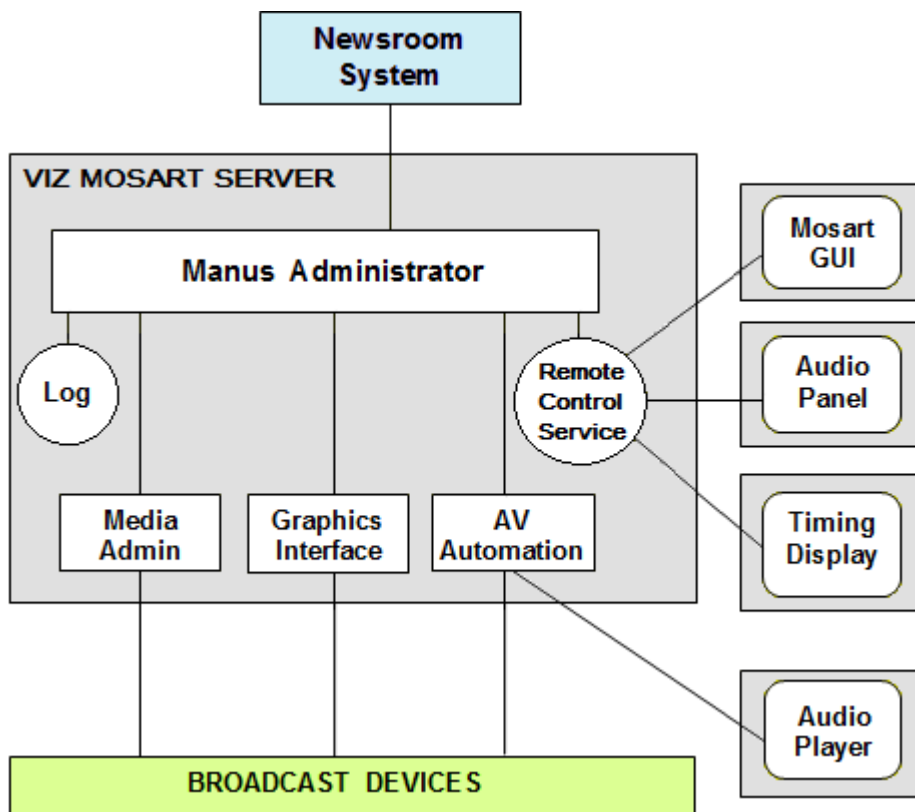 Newsroom
System
VIZ MOSART SERVER
Manus Administrator
Mosart
GUI
Log
Remote
Control
Service
Audio
Panel
Media
Admin
Graphics
Interface
AV
Automation
Timing
Display
Audio
Player
BROADCAST DEVICES